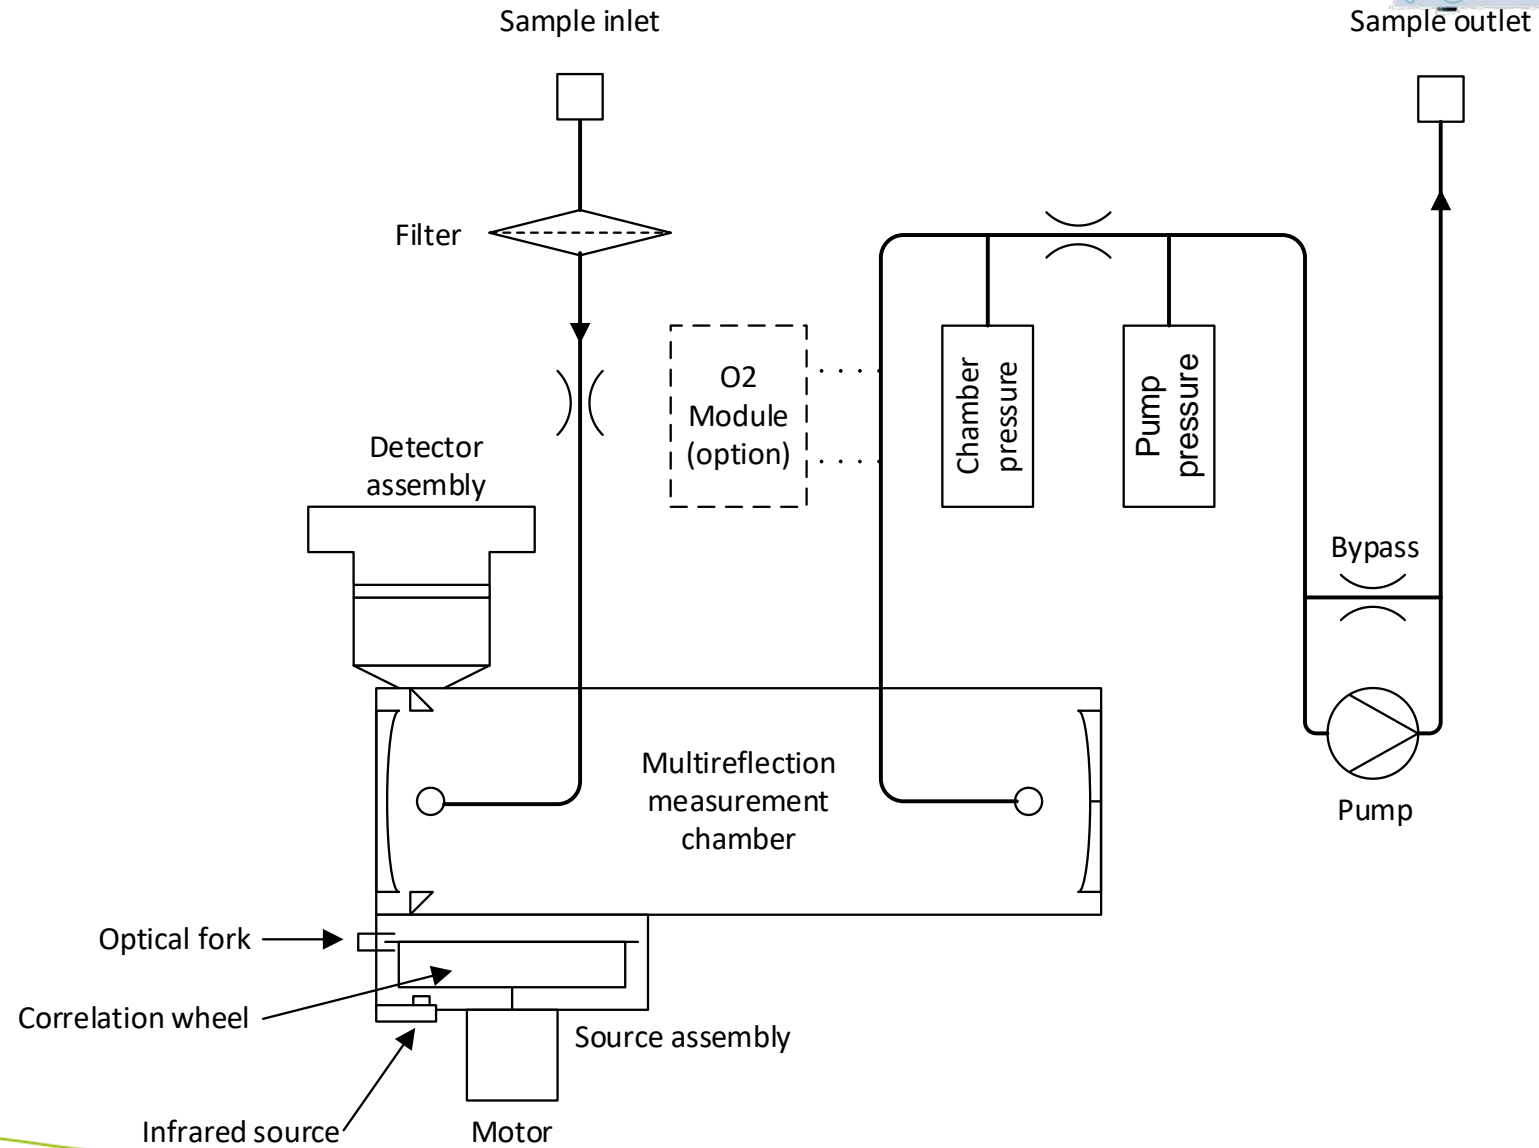 Sample inlet
Sample outlet
Filter
O2
Module
(option)
Chamber
pressure
Pump
pressure
Detector
assembly
Bypass
Multireflection
measurement
chamber
Pump
Optical fork
Correlation wheel
Source assembly
Infrared source
Motor